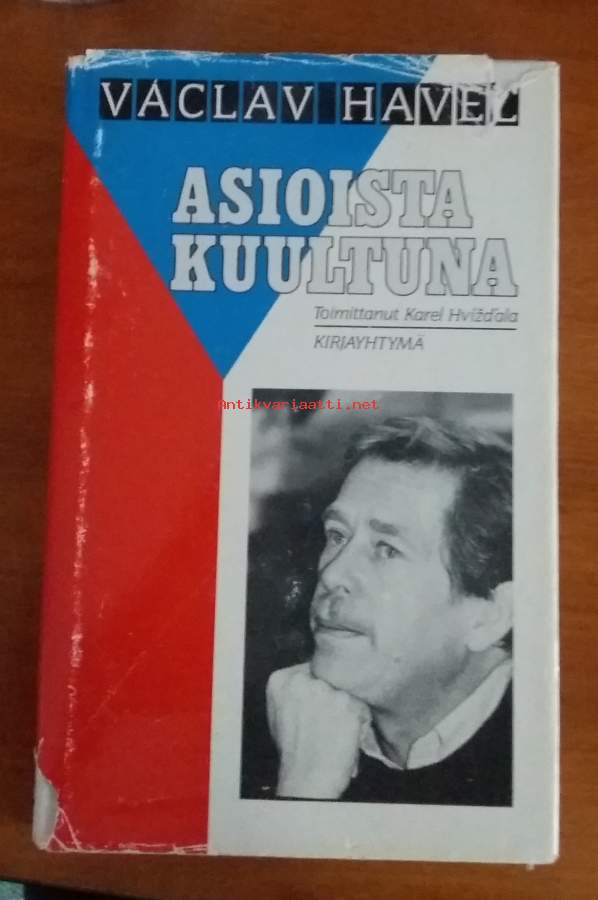 VÁCLAV HAVEL
ASIOISTA
KUULTUNA
Toimittanut Karel Hvížďala
KIRJAYHTYMÄ
Antikvariaatti.net